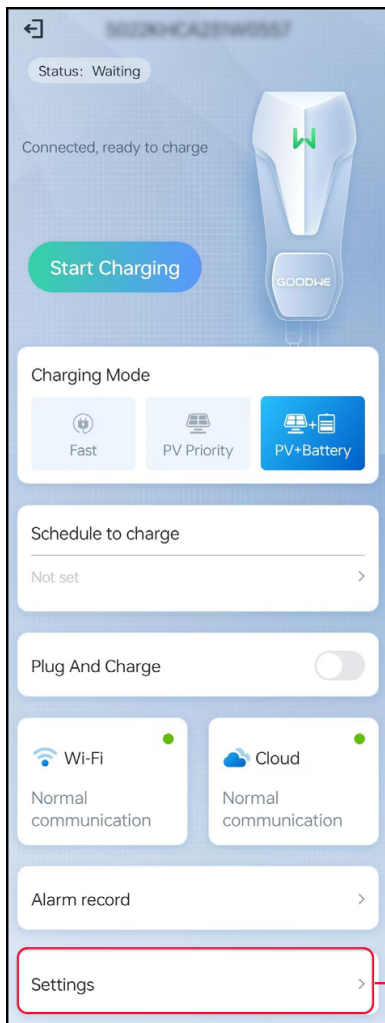 Status: Waiting
Connected, ready to charge
Start Charging
GOODWE
Charging Mode
Fast
PV Priority
PV+Battery
Schedule to charge
Not set
Plug And Charge
Wi-Fi
Normal
communication
Cloud
Normal
communication
Alarm record
Settings